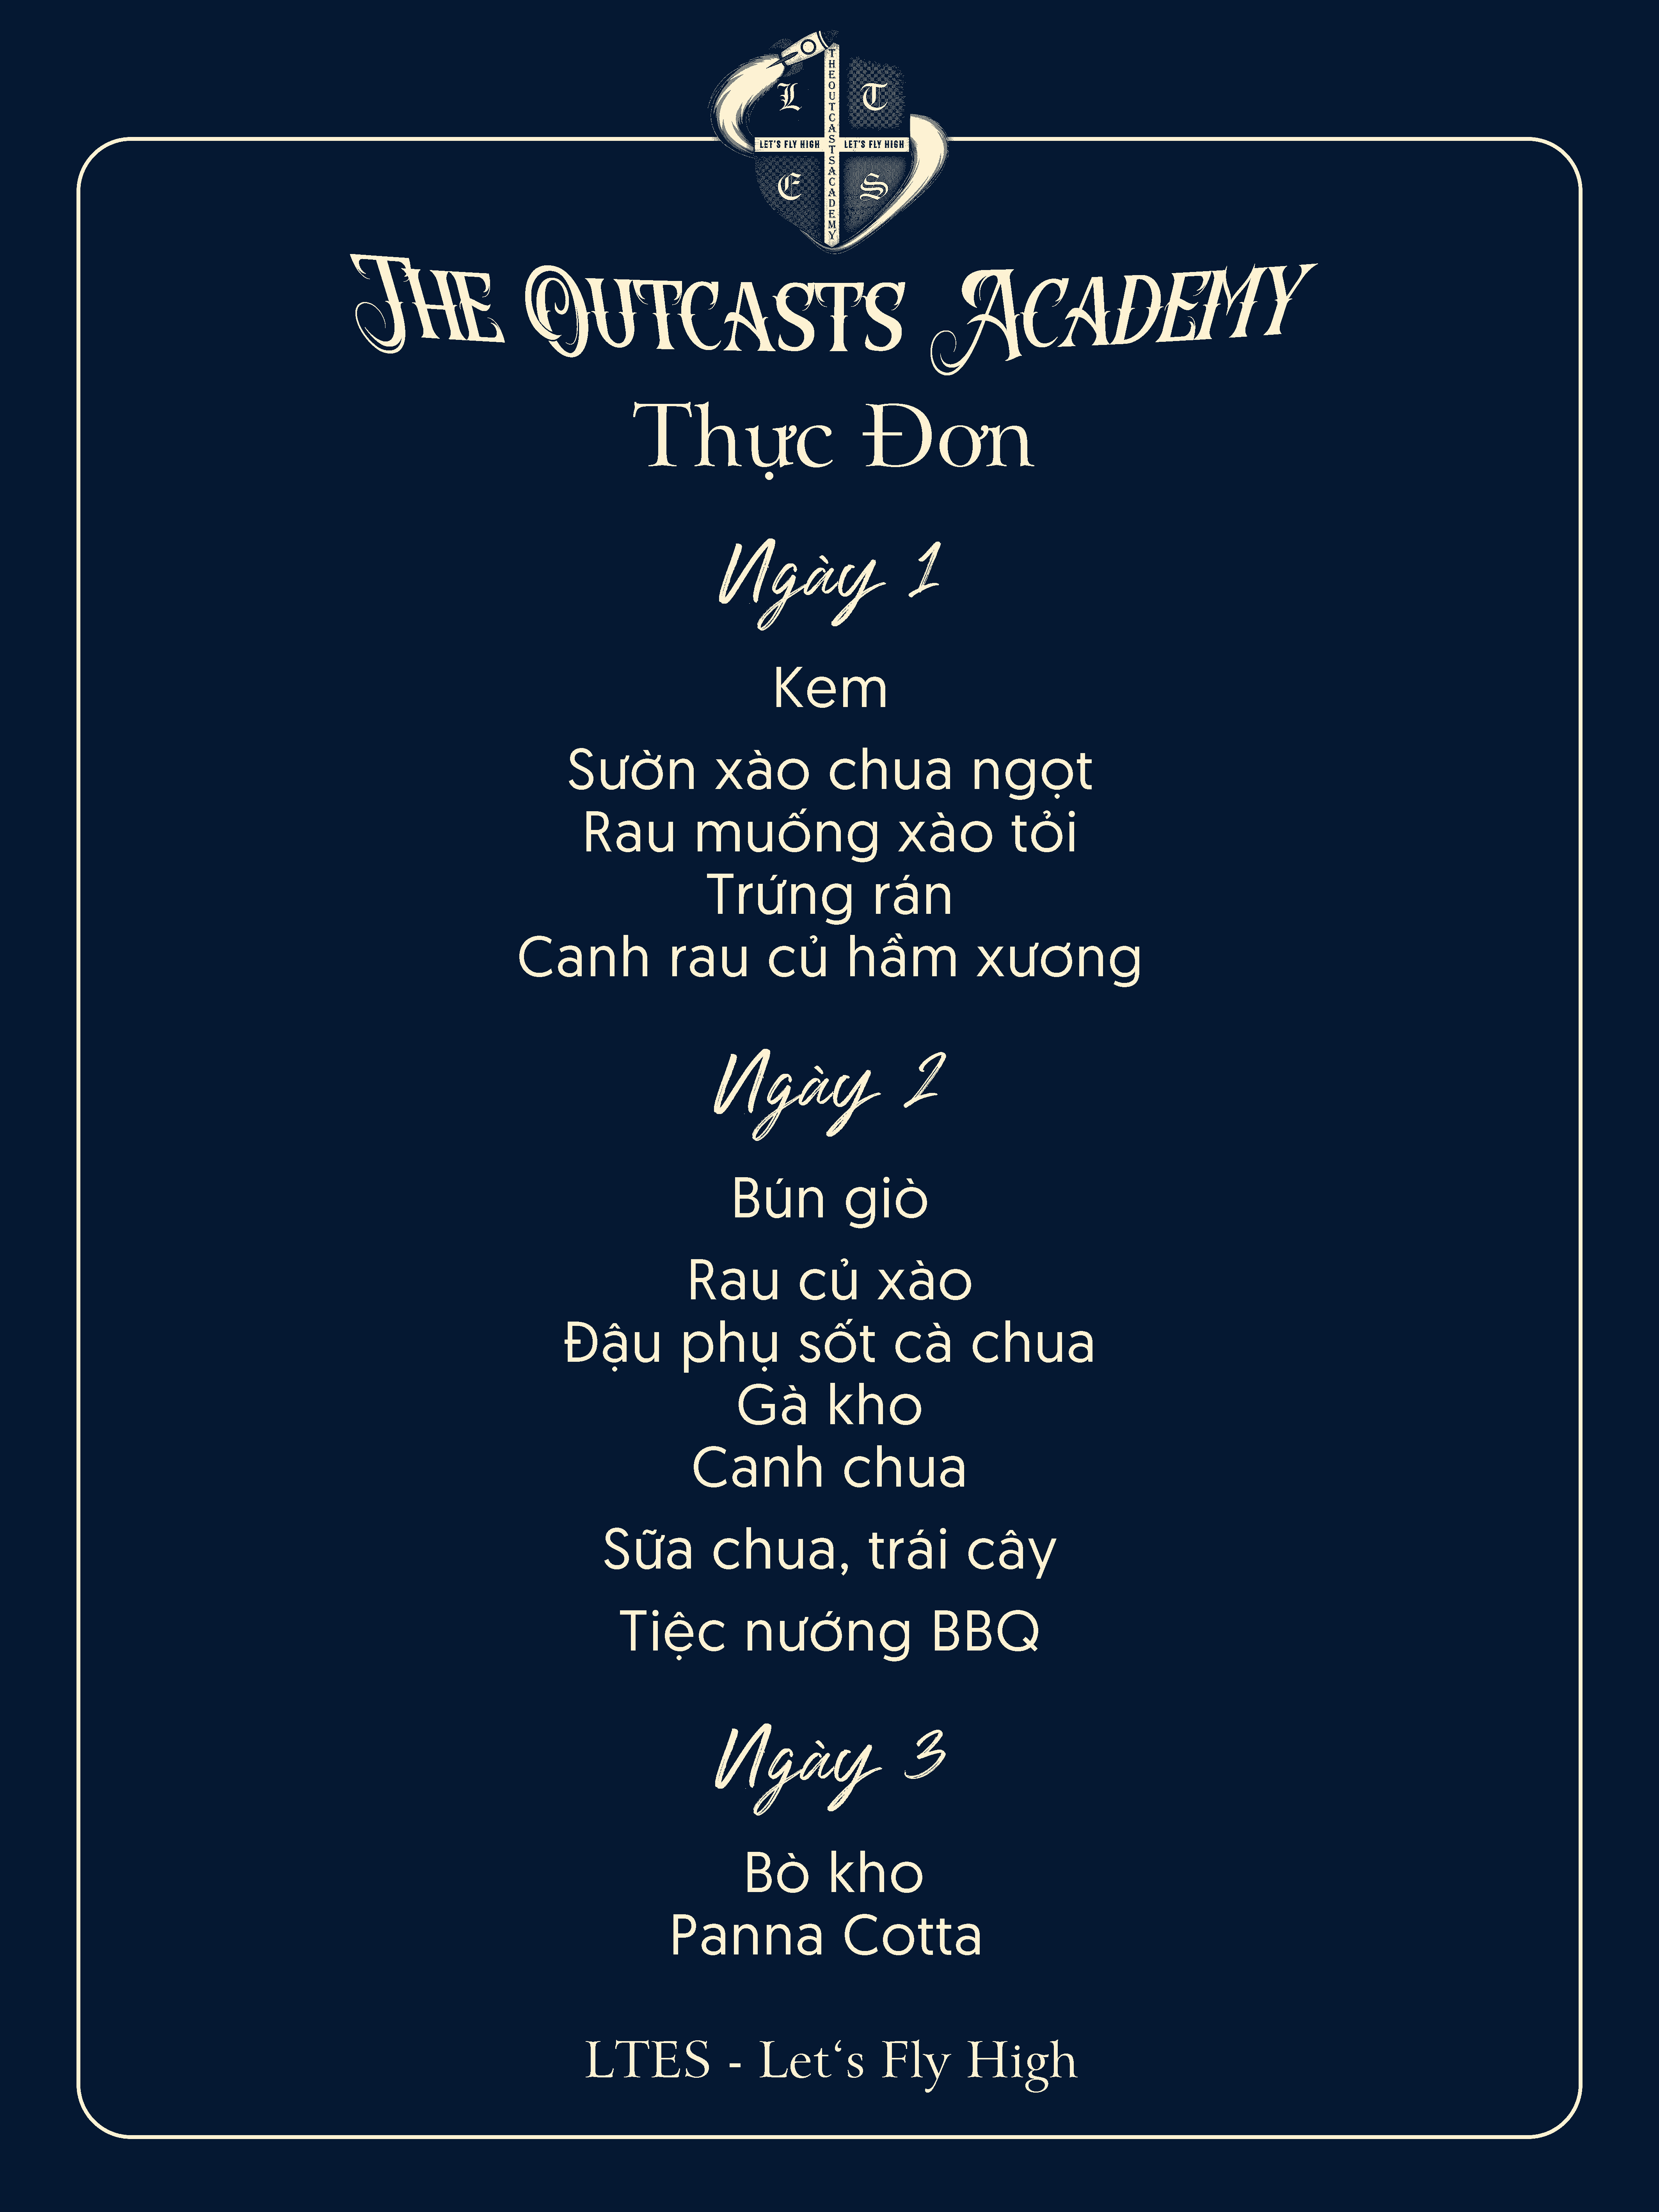 L T
THE OUTCASTS ACADEMY
LET'S FLY HIGH LET'S FLY HIGH
E S
THE OUTCASTS ACADEMY
Thực Đơn
Ngày 1
Kem
Sườn xào chua ngọt
Rau muống xào tỏi
Trứng rán
Canh rau củ hầm xương
Ngày 2
Bún giò
Rau củ xào
Đậu phụ sốt cà chua
Gà kho
Canh chua
Sữa chua, trái cây
Tiệc nướng BBQ
Ngày 3
Bò kho
Panna Cotta
LTES - Let‘s Fly High